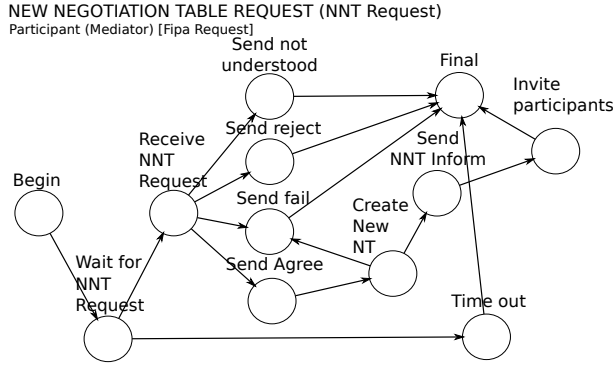 NEW NEGOTIATION TABLE REQUEST (NNT Request)
Participant (Mediator) [Fipa Request]
Send not
understood
Final
Invite
participants
Receive
NNT
Request
Send reject
Send
NNT Inform
Begin
Send fail
Create
New
NT
Wait for
NNT
Request
Send Agree
Time out